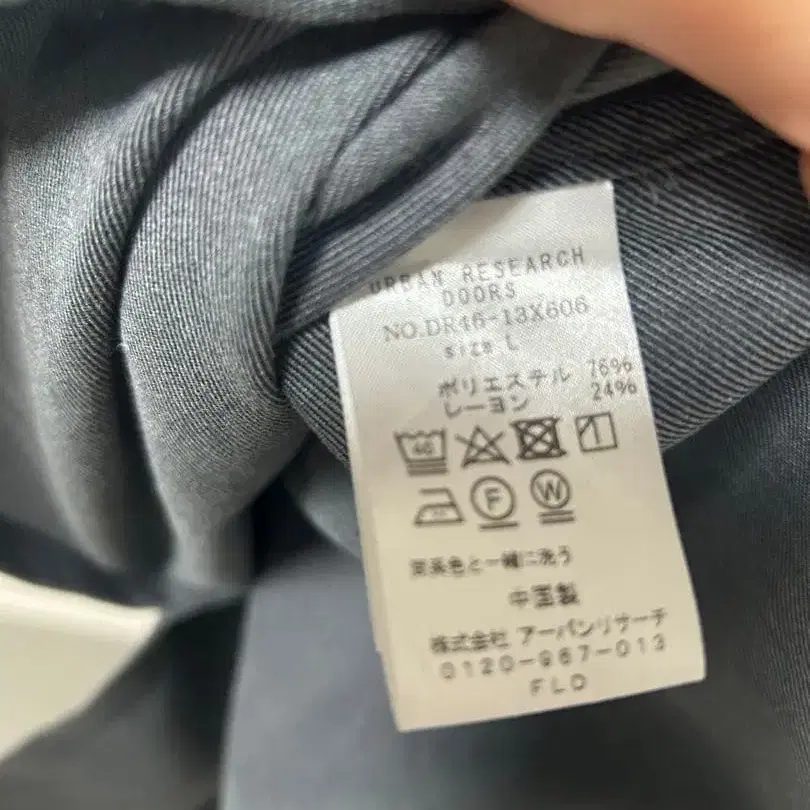 URBAN RESEARCH
DOORS
NO.DR46-13X606
size L
ポリエステル 76%
レーヨン 24%
40
F W
同系色と一緒に洗う
中国製
株式会社 アーバンリサーチ
0120-967-013
FLD